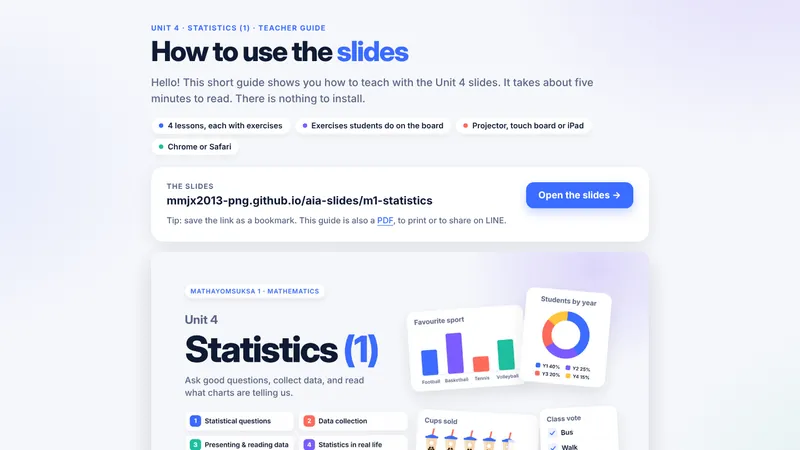 UNIT 4 · STATISTICS (1) · TEACHER GUIDE
How to use the slides
Hello! This short guide shows you how to teach with the Unit 4 slides. It takes about five
minutes to read. There is nothing to install.
4 lessons, each with exercises
Exercises students do on the board
Projector, touch board or iPad
Chrome or Safari
THE SLIDES
mmjx2013-png.github.io/aia-slides/m1-statistics
Open the slides →
Tip: save the link as a bookmark. This guide is also a PDF, to print or to share on LINE.
MATHAYOMSUKSA 1 · MATHEMATICS
Unit 4
Statistics (1)
Ask good questions, collect data, and read
what charts are telling us.
1 Statistical questions
2 Data collection
3 Presenting & reading data
4 Statistics in real life
Favourite sport
Football Basketball Tennis Volleyball
Students by year
Y1 40% Y2 25%
Y3 20% Y4 15%
Cups sold
Class vote
Bus
Walk